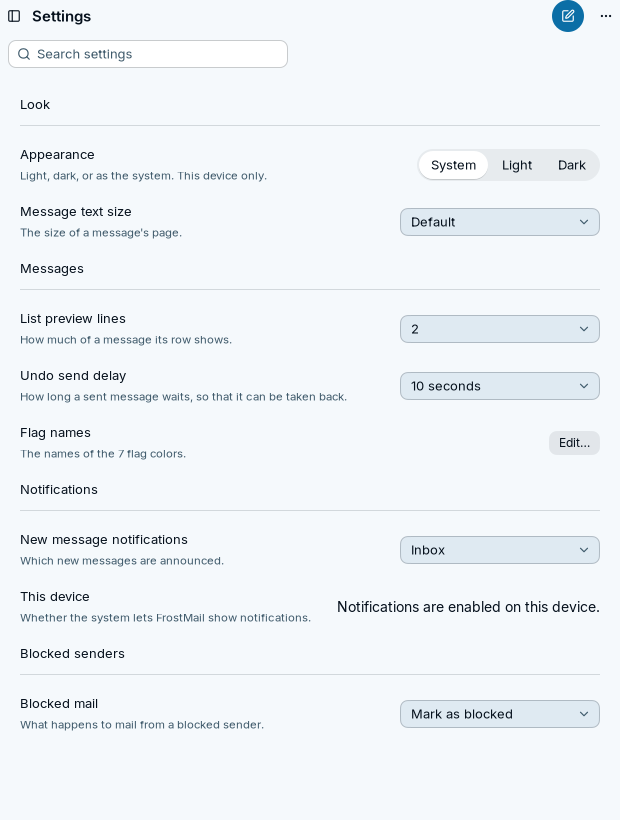 Settings
Search settings
Look
Appearance
Light, dark, or as the system. This device only.
System Light Dark
Message text size
The size of a message's page.
Default
Messages
List preview lines
How much of a message its row shows.
2
Undo send delay
How long a sent message waits, so that it can be taken back.
10 seconds
Flag names
The names of the 7 flag colors.
Edit...
Notifications
New message notifications
Which new messages are announced.
Inbox
This device
Whether the system lets FrostMail show notifications.
Notifications are enabled on this device.
Blocked senders
Blocked mail
What happens to mail from a blocked sender.
Mark as blocked